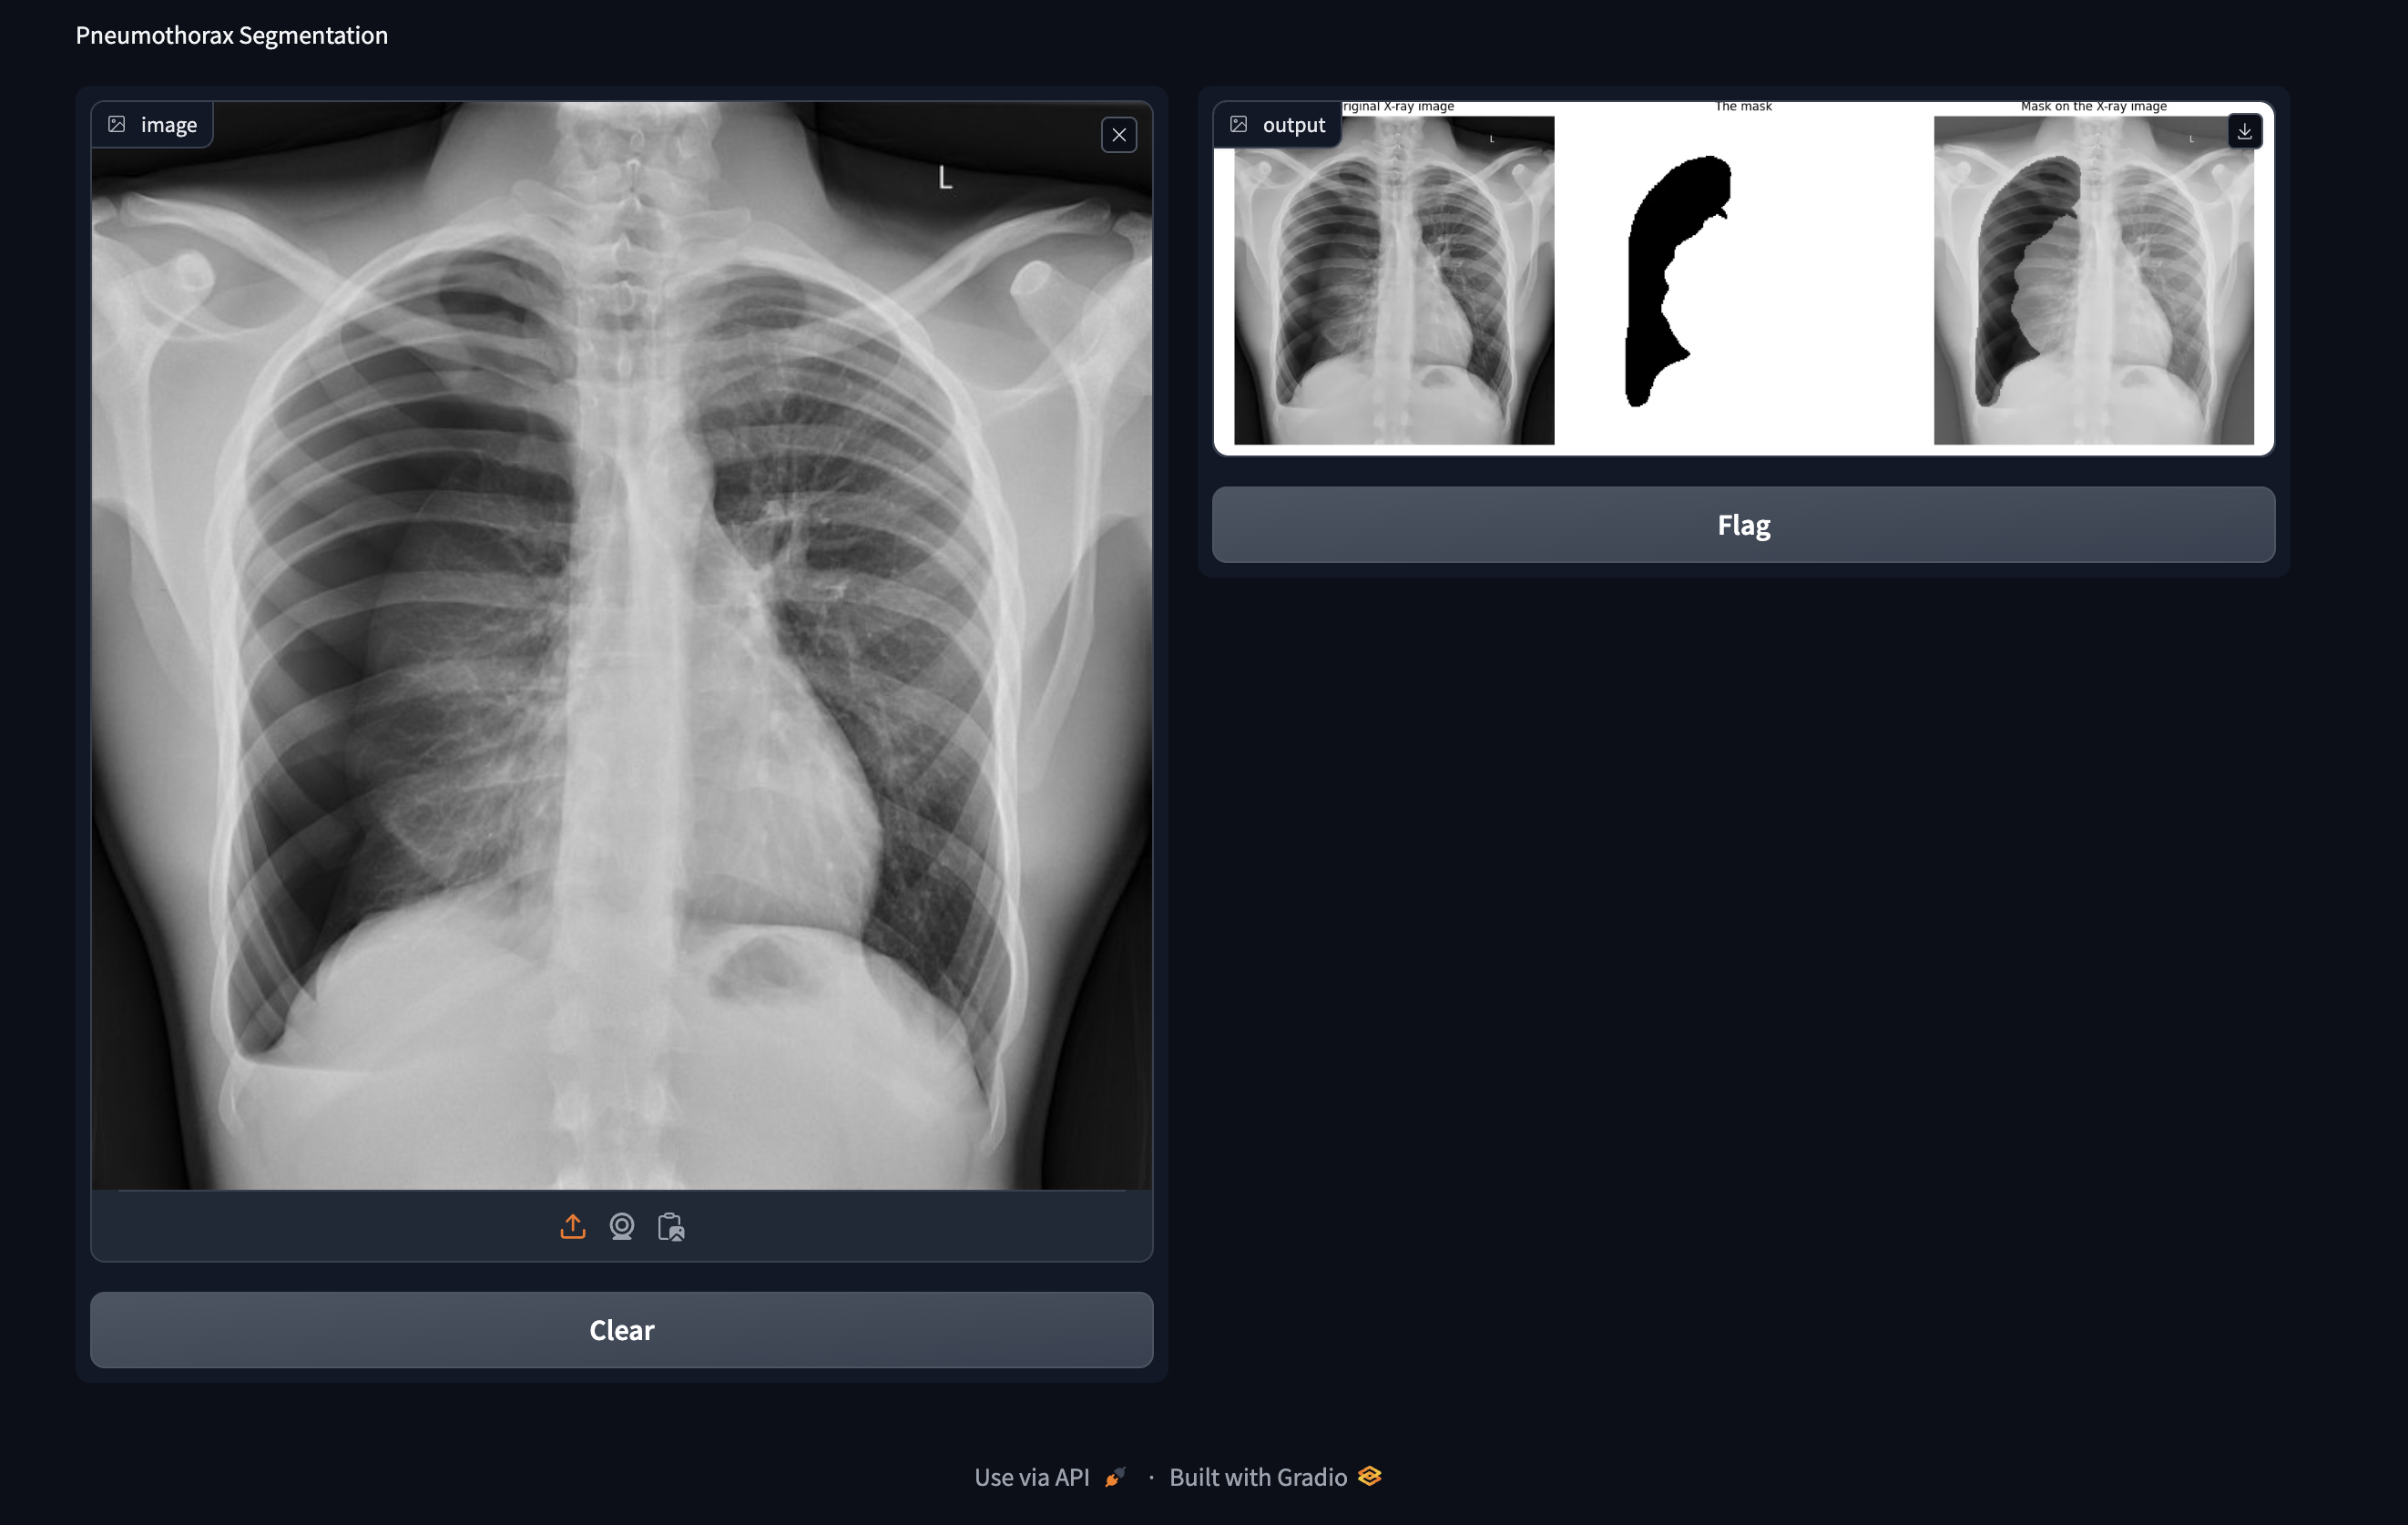 Pneumothorax Segmentation
image
L
output
riginal X-ray image
The mask
Mask on the X-ray image
L
L
Flag
Clear
Use via API · Built with Gradio